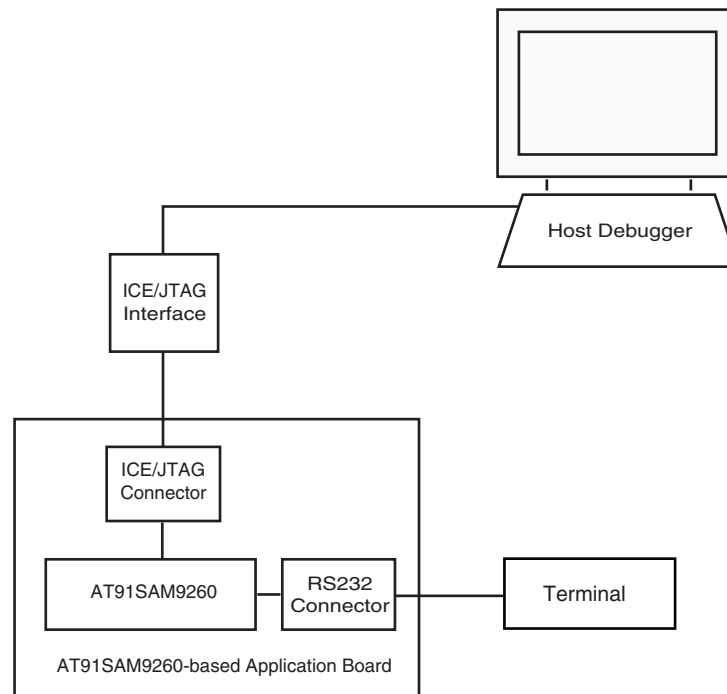 Host Debugger
ICE/JTAG
Interface
ICE/JTAG
Connector
AT91SAM9260
RS232
Connector
Terminal
AT91SAM9260-based Application Board